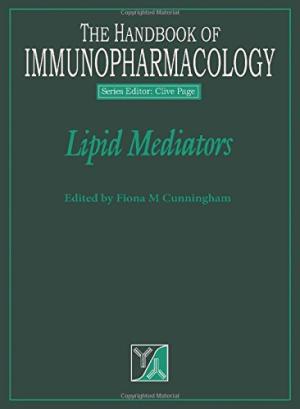 THE HANDBOOK OF
IMMUNOPHARMACOLOGY
Series Editor: Clive Page
Lipid Mediators
Edited by Fiona M Cunningham